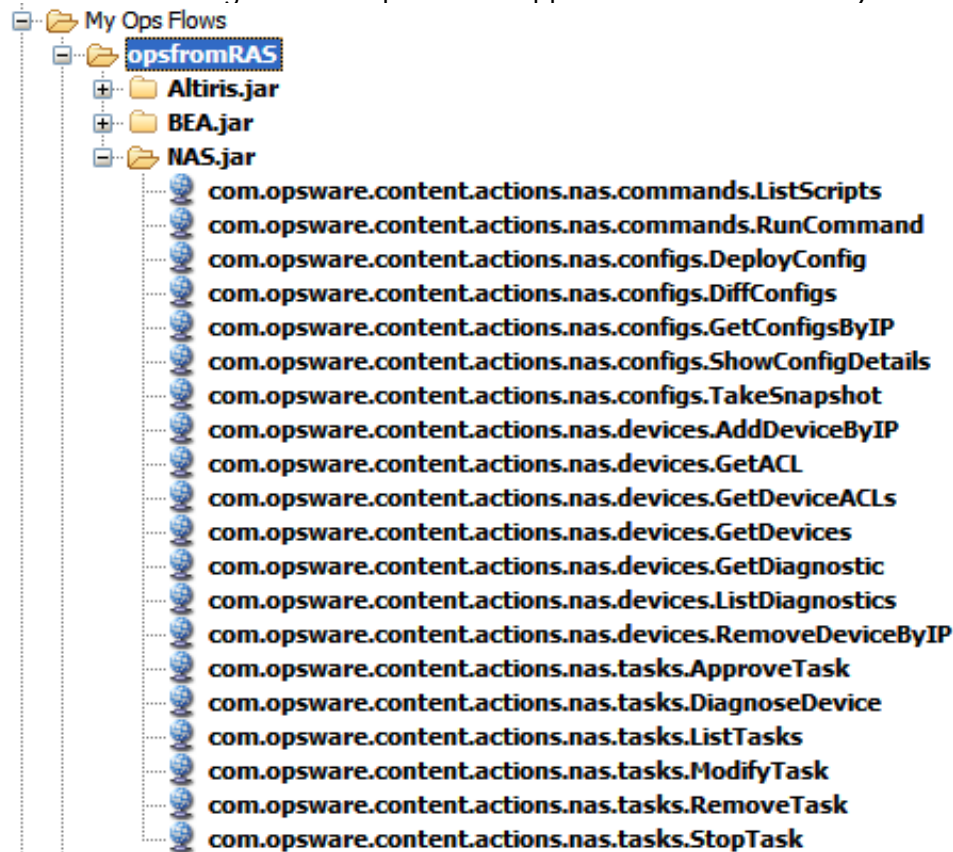 My Ops Flows
opsfromRAS
Altiris.jar
BEA.jar
NAS.jar
com.opsware.content.actions.nas.commands.ListScripts
com.opsware.content.actions.nas.commands.RunCommand
com.opsware.content.actions.nas.configs.DeployConfig
com.opsware.content.actions.nas.configs.DiffConfigs
com.opsware.content.actions.nas.configs.GetConfigsByIP
com.opsware.content.actions.nas.configs.ShowConfigDetails
com.opsware.content.actions.nas.configs.TakeSnapshot
com.opsware.content.actions.nas.devices.AddDeviceByIP
com.opsware.content.actions.nas.devices.GetACL
com.opsware.content.actions.nas.devices.GetDeviceACLs
com.opsware.content.actions.nas.devices.GetDevices
com.opsware.content.actions.nas.devices.GetDiagnostic
com.opsware.content.actions.nas.devices.ListDiagnostics
com.opsware.content.actions.nas.devices.RemoveDeviceByIP
com.opsware.content.actions.nas.tasks.ApproveTask
com.opsware.content.actions.nas.tasks.DiagnoseDevice
com.opsware.content.actions.nas.tasks.ListTasks
com.opsware.content.actions.nas.tasks.ModifyTask
com.opsware.content.actions.nas.tasks.RemoveTask
com.opsware.content.actions.nas.tasks.StopTask